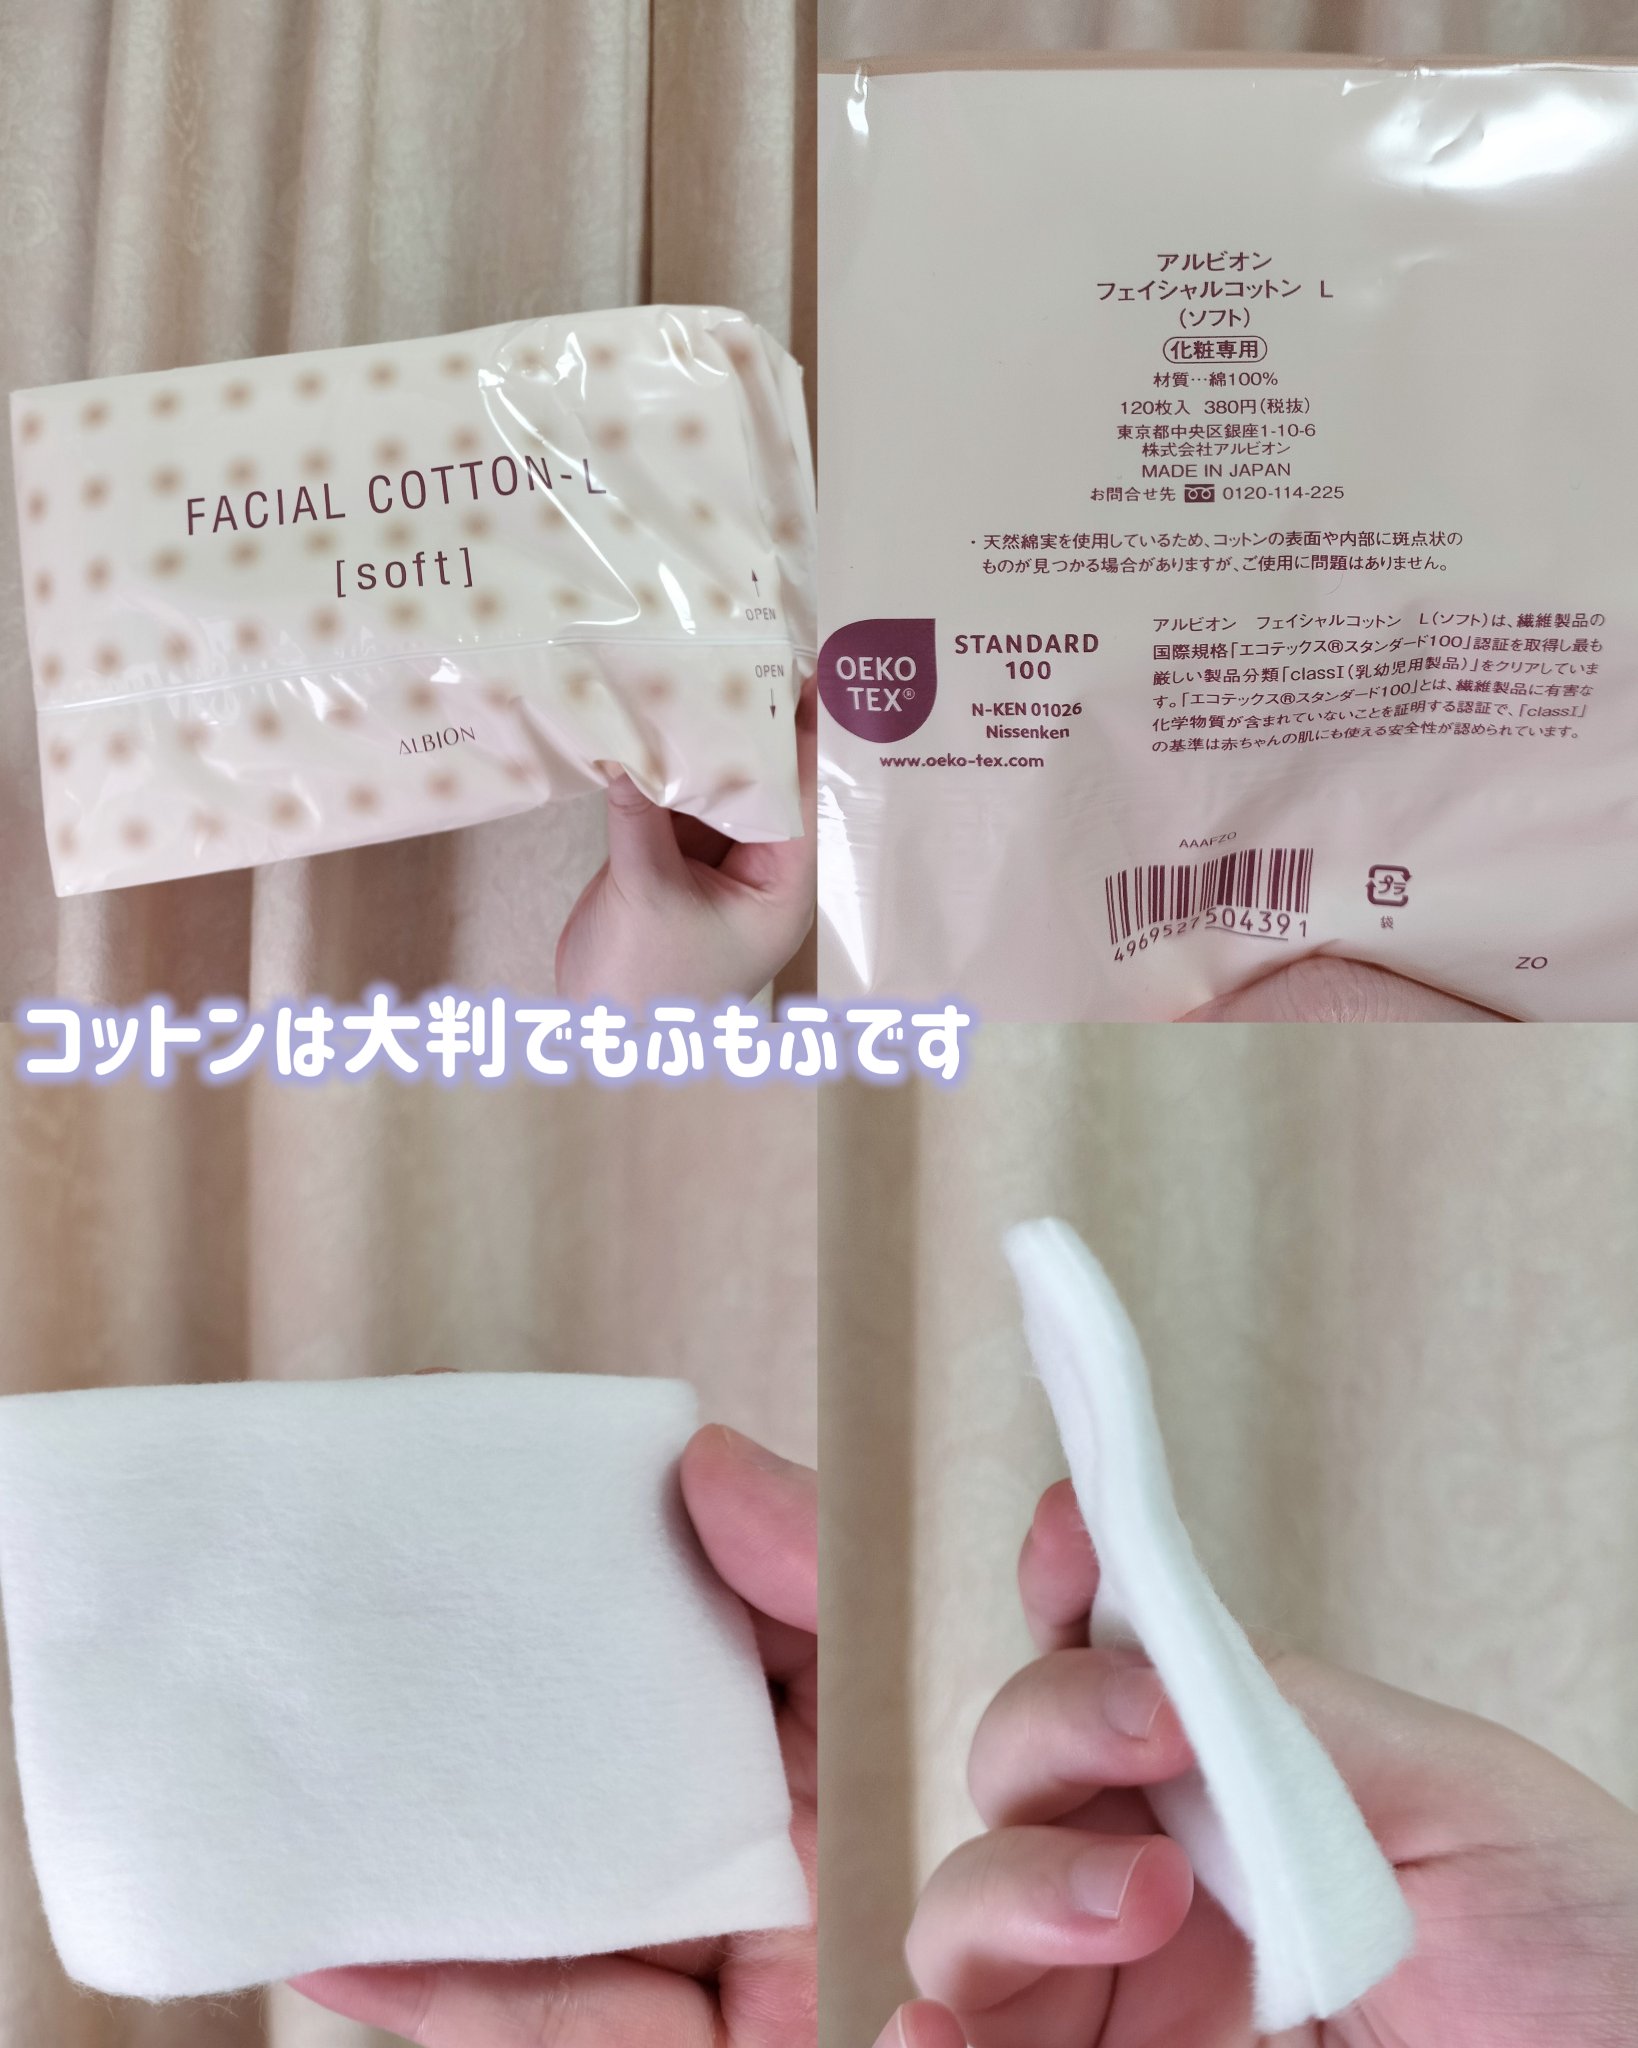 FACIAL COTTON-L
[soft]
OPEN
OPEN
ALBION
アルビオン
フェイシャルコットン L
(ソフト)
化粧専用
材質…綿100%
120枚入 380円(税抜)
東京都中央区銀座1-10-6
株式会社アルビオン
MADE IN JAPAN
お問合せ先 0120-114-225
・天然綿実を使用しているため、コットンの表面や内部に斑点状の
ものが見つかる場合がありますが、ご使用に問題はありません。
OEKO
TEX®
STANDARD
100
N-KEN 01026
Nissenken
www.oeko-tex.com
アルビオン フェイシャルコットン L(ソフト)は、繊維製品の
国際規格「エコテックス®スタンダード100」認証を取得し最も
厳しい製品分類「classI(乳幼児用製品)」をクリアしていま
す。「エコテックス®スタンダード100」とは、繊維製品に有害な
化学物質が含まれていないことを証明する認証で、「classI」
の基準は赤ちゃんの肌にも使える安全性が認められています。
AAAFZO
4969527504391
プラ
袋
ZO
コットンは大判でもふもふです